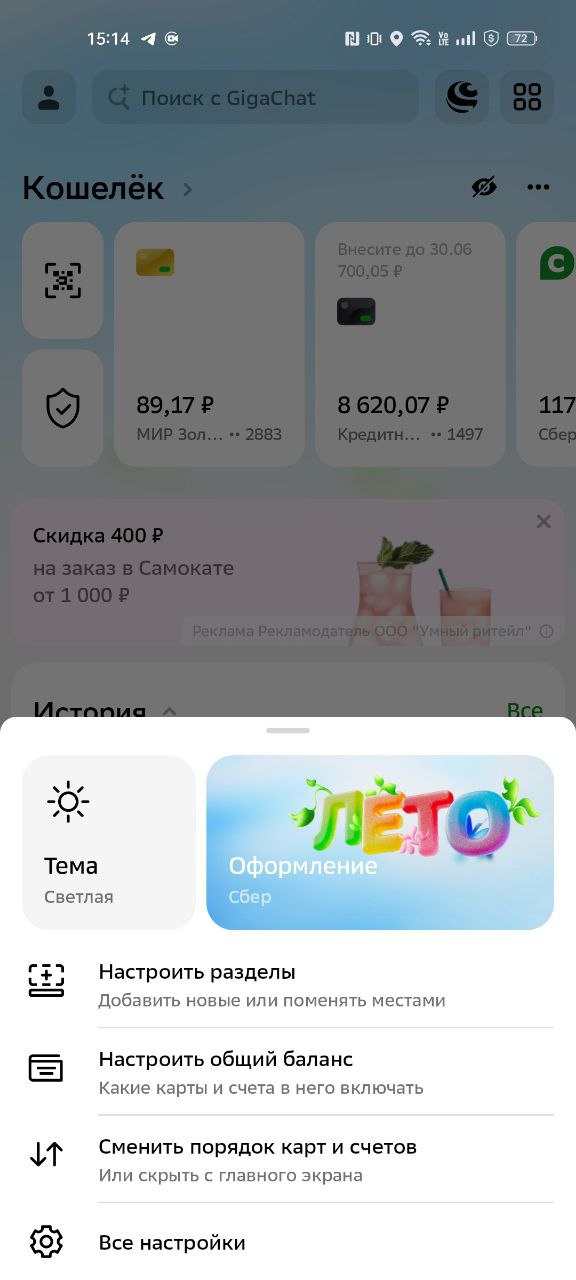 15:14
VO LTE
72
Поиск с GigaChat
Кошелёк
Внесите до 30.06
700,05 ₽
89,17 ₽
8 620,07 ₽
117
МИР Зол... •• 2883
Кредитн... •• 1497
Сбер
Скидка 400 ₽
на заказ в Самокате
от 1 000 ₽
Реклама Рекламодатель ООО "Умный ритейл"
История
Все
ЛЕТО
Тема
Светлая
Оформление
Сбер
Настроить разделы
Добавить новые или поменять местами
Настроить общий баланс
Какие карты и счета в него включать
Сменить порядок карт и счетов
Или скрыть с главного экрана
Все настройки